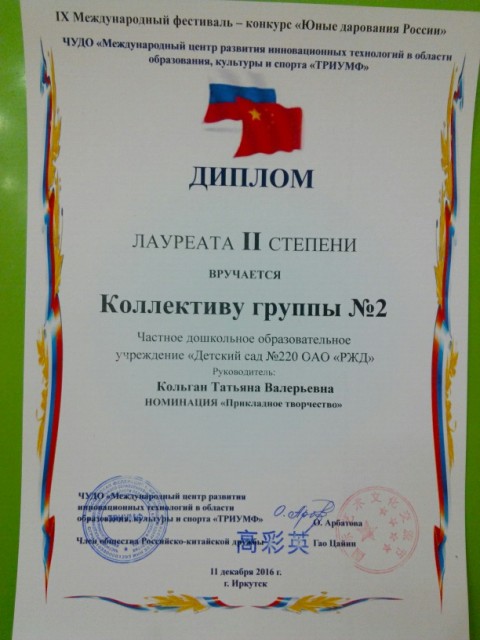 IX Международный фестиваль – конкурс «Юные дарования России»
ЧУДО «Международный центр развития инновационных технологий в области
образования, культуры и спорта «ТРИУМФ»
ДИПЛОМ
ЛАУРЕАТА II СТЕПЕНИ
ВРУЧАЕТСЯ
Коллективу группы №2
Частное дошкольное образовательное
учреждение «Детский сад №220 ОАО «РЖД»
Руководитель:
Кольган Татьяна Валерьевна
НОМИНАЦИЯ «Прикладное творчество»
ЧУДО «Международный центр развития
инновационных технологий в области
образования, культуры и спорта «ТРИУМФ»
О. Арбатова
Член общества Российско-китайской дружбы
高彩英
Гао Цайин
11 декабря 2016 г.
г. Иркутск